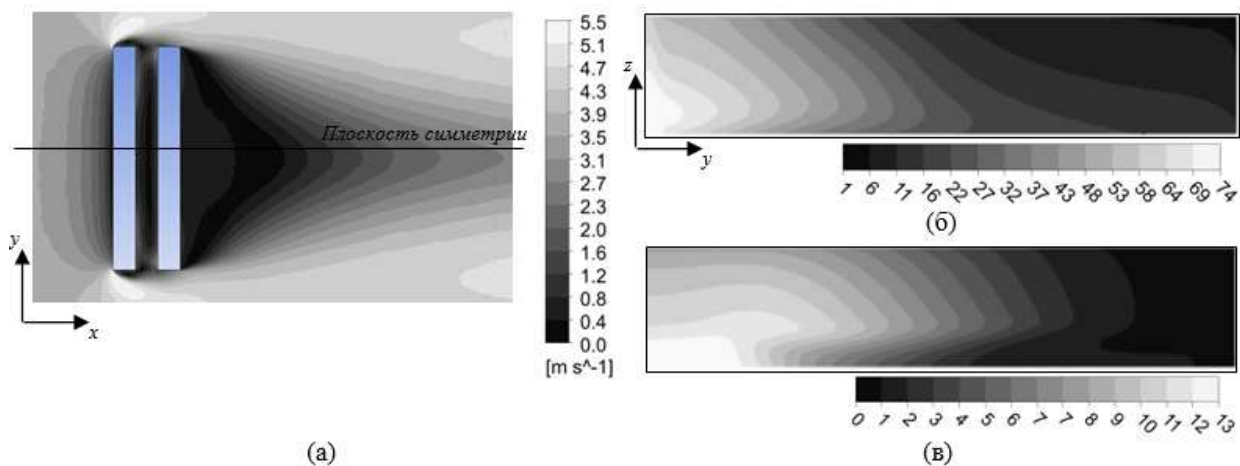 Плоскость симметрии
y
x
5.5
5.1
4.7
4.3
3.9
3.5
3.1
2.7
2.3
2.0
1.6
1.2
0.8
0.4
0.0
[m s^-1]
(а)
z
y
1 6 11 16 22 27 32 37 43 48 53 58 64 69 74
(б)
0 1 2 3 4 5 6 7 7 8 9 10 11 12 13
(в)